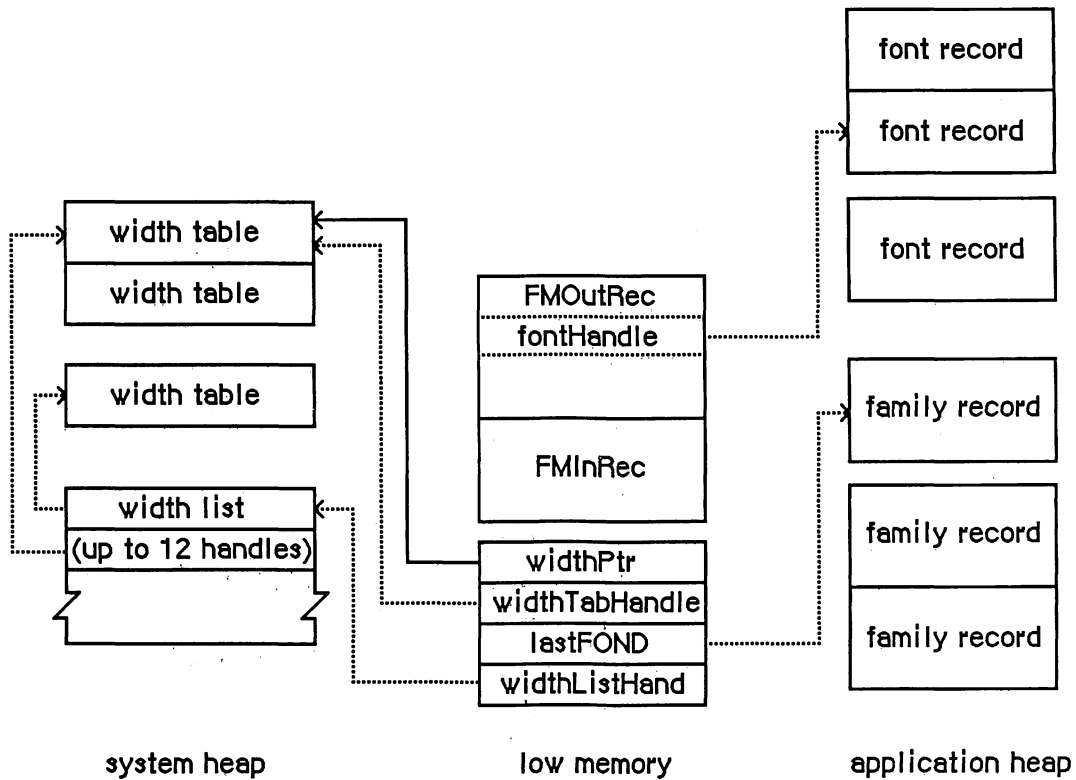 width table
width table
width table
width list
(up to 12 handles)
system heap
FMOutRec
fontHandle
FMInRec
widthPtr
widthTabHandle
lastFOND
widthListHand
low memory
font record
font record
font record
family record
family record
family record
application heap